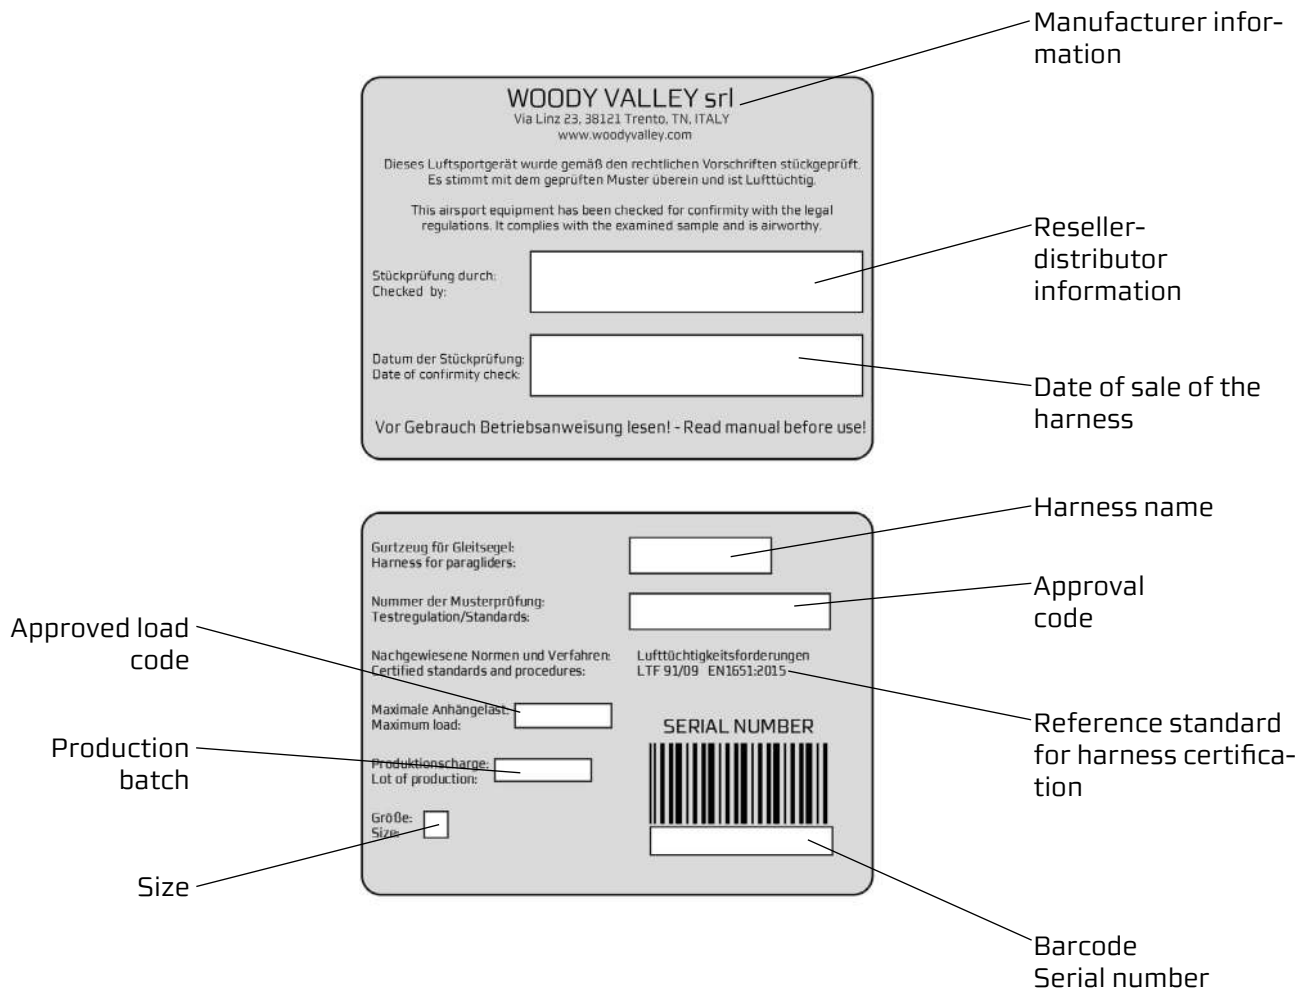 Manufacturer infor-
mation
WOODY VALLEY srl
Via Linz 23, 38121 Trento, TN, ITALY
www.woodyvalley.com
Dieses Luftsportgerät wurde gemäß den rechtlichen Vorschriften stückgeprüft.
Es stimmt mit dem geprüften Muster überein und ist Lufttüchtig.
This airsport equipment has been checked for confirmity with the legal
regulations. It complies with the examined sample and is airworthy.
Reseller-
distributor
information
Stückprüfung durch:
Checked by:
Datum der Stückprüfung:
Date of confirmity check:
Date of sale of the
harness
Vor Gebrauch Betriebsanweisung lesen! - Read manual before use!
Harness name
Gurtzeug für Gleitsegel:
Harness for paragliders:
Approval
code
Nummer der Musterprüfung:
Testregulation/Standards:
Approved load
code
Nachgewiesene Normen und Verfahren:
Certified standards and procedures:
Lufttüchtigkeitsforderungen
LTF 91/09 EN1651:2015
Maximale Anhängelast:
Maximum load:
SERIAL NUMBER
Reference standard
for harness certifica-
tion
Production
batch
Produktionscharge:
Lot of production:
Größe:
Size:
Size
Barcode
Serial number